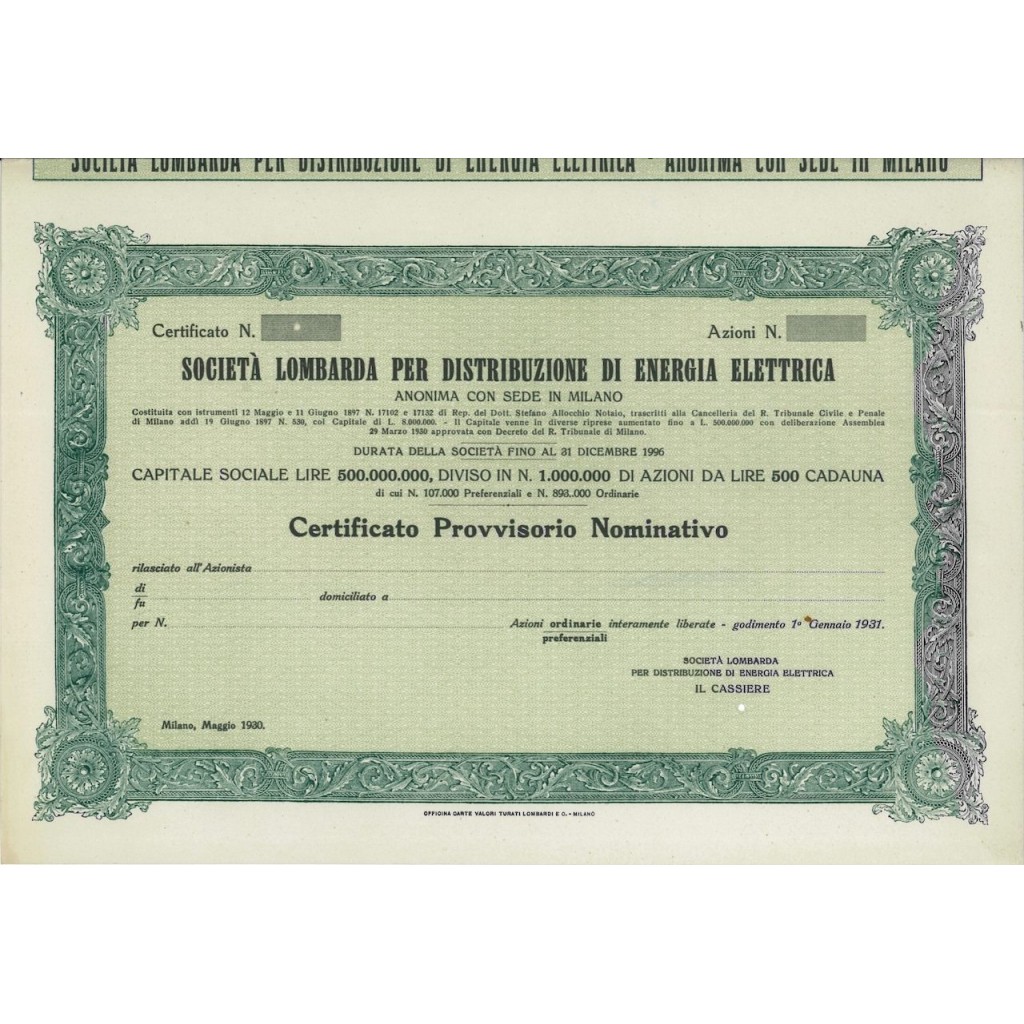 SOCIETÀ LOMBARDA PER DISTRIBUZIONE DI ENERGIA ELETTRICA - ANONIMA CON SEDE IN MILANO
Certificato N. Azioni N.
SOCIETÀ LOMBARDA PER DISTRIBUZIONE DI ENERGIA ELETTRICA
ANONIMA CON SEDE IN MILANO
Costituita con istrumenti 12 Maggio e 11 Giugno 1897 N. 17102 e 17132 di Rep. del Dott. Stefano Allocchio Notaio, trascritti alla Cancelleria del R. Tribunale Civile e Penale
di Milano addì 19 Giugno 1897 N. 530, col Capitale di L. 8.000.000. - Il Capitale venne in diverse riprese aumentato fino a L. 500.000.000 con deliberazione Assemblea
29 Marzo 1930 approvata con Decreto del R. Tribunale di Milano.
DURATA DELLA SOCIETÀ FINO AL 31 DICEMBRE 1996
CAPITALE SOCIALE LIRE 500.000.000, DIVISO IN N. 1.000.000 DI AZIONI DA LIRE 500 CADAUNA
di cui N. 107.000 Preferenziali e N. 893..000 Ordinarie
Certificato Provvisorio Nominativo
rilasciato all'Azionista
di
fu domiciliato a
per N. Azioni ordinarie interamente liberate - godimento 1º Gennaio 1931.
preferenziali
SOCIETÀ LOMBARDA
PER DISTRIBUZIONE DI ENERGIA ELETTRICA
IL CASSIERE
Milano, Maggio 1930.
OFFICINA CARTE VALORI TURATI LOMBARDI E C. - MILANO